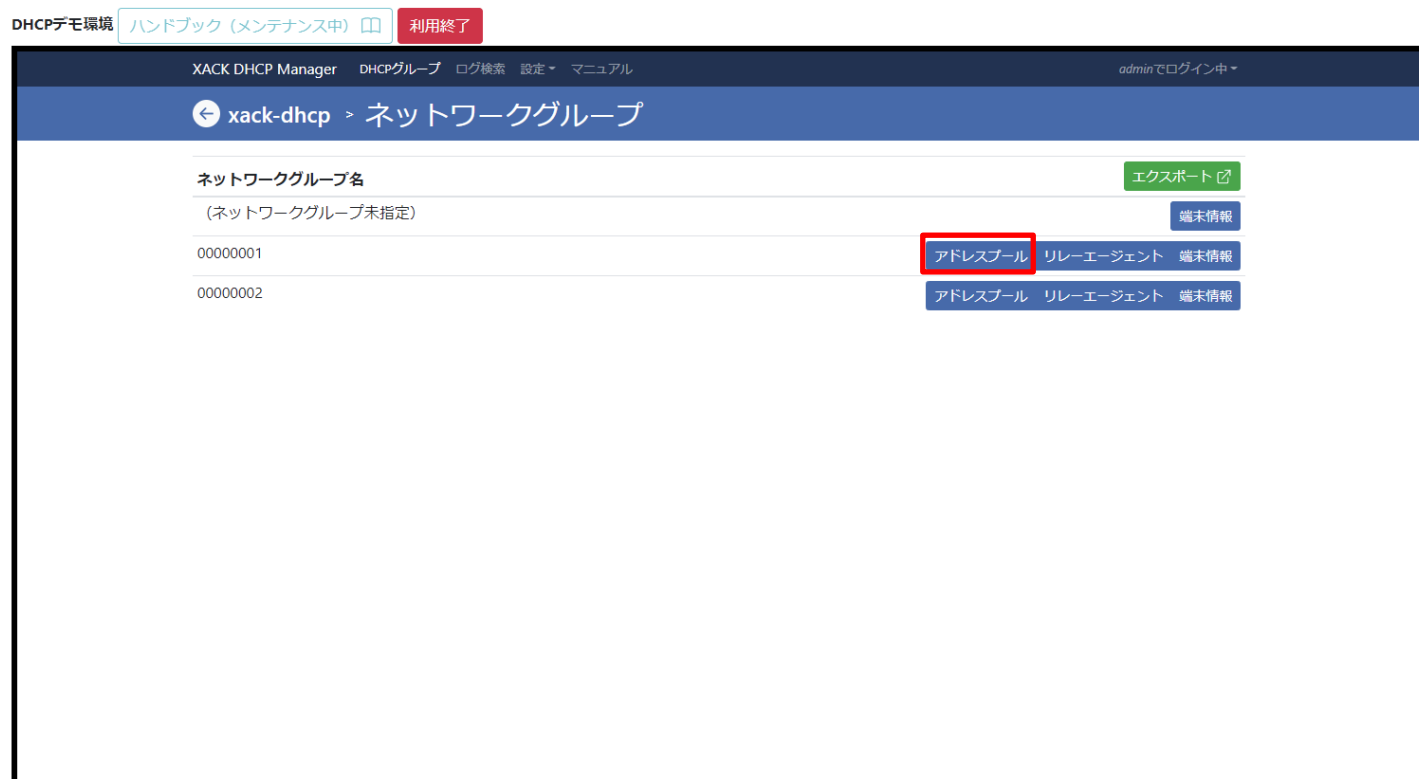 DHCPデモ環境 ハンドブック（メンテナンス中） 利用終了
XACK DHCP Manager DHCPグループ ログ検索 設定 マニュアル adminでログイン中
xack-dhcp > ネットワークグループ
ネットワークグループ名 エクスポート
（ネットワークグループ未指定） 端末情報
00000001 アドレスプール リレーエージェント 端末情報
00000002 アドレスプール リレーエージェント 端末情報